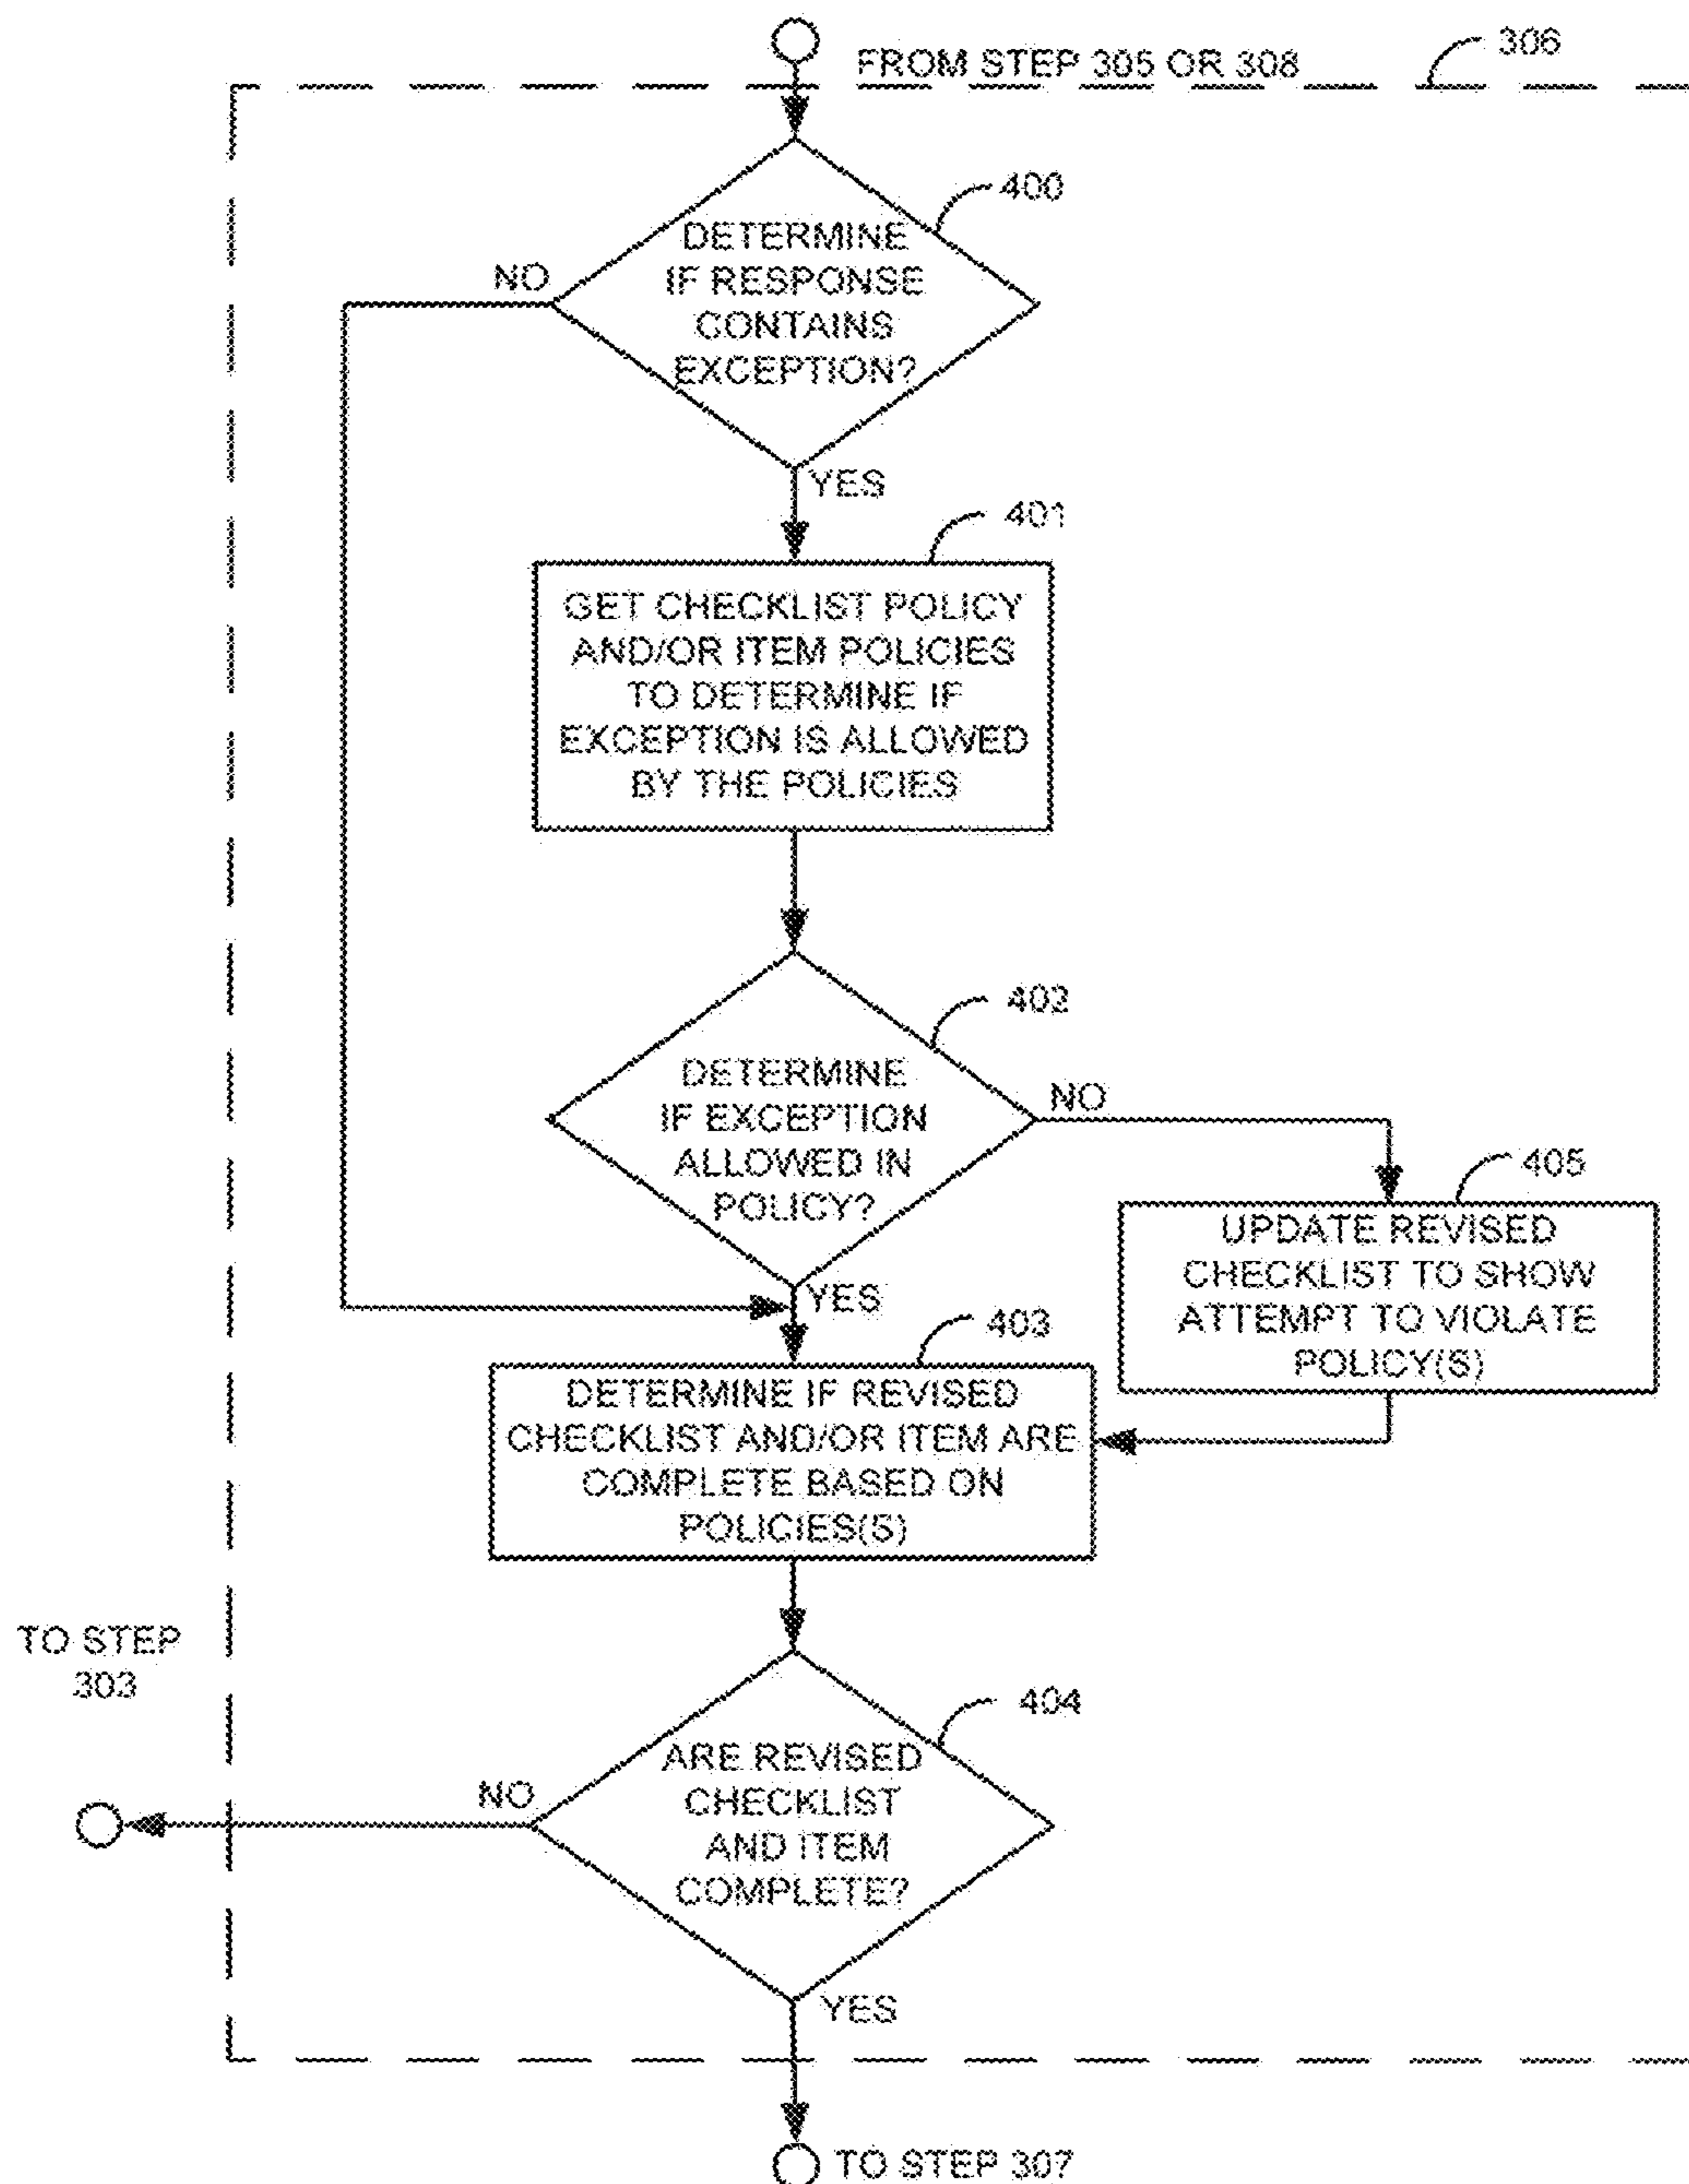 FROM STEP 305 OR 308
306
400
DETERMINE
IF RESPONSE
CONTAINS
EXCEPTION?
NO
YES
401
GET CHECKLIST POLICY
AND/OR ITEM POLICIES
TO DETERMINE IF
EXCEPTION IS ALLOWED
BY THE POLICIES
402
DETERMINE
IF EXCEPTION
ALLOWED IN
POLICY?
NO
YES
405
UPDATE REVISED
CHECKLIST TO SHOW
ATTEMPT TO VIOLATE
POLICY(S)
403
DETERMINE IF REVISED
CHECKLIST AND/OR ITEM ARE
COMPLETE BASED ON
POLICIES(S)
TO STEP
303
404
ARE REVISED
CHECKLIST
AND ITEM
COMPLETE?
NO
YES
TO STEP 307